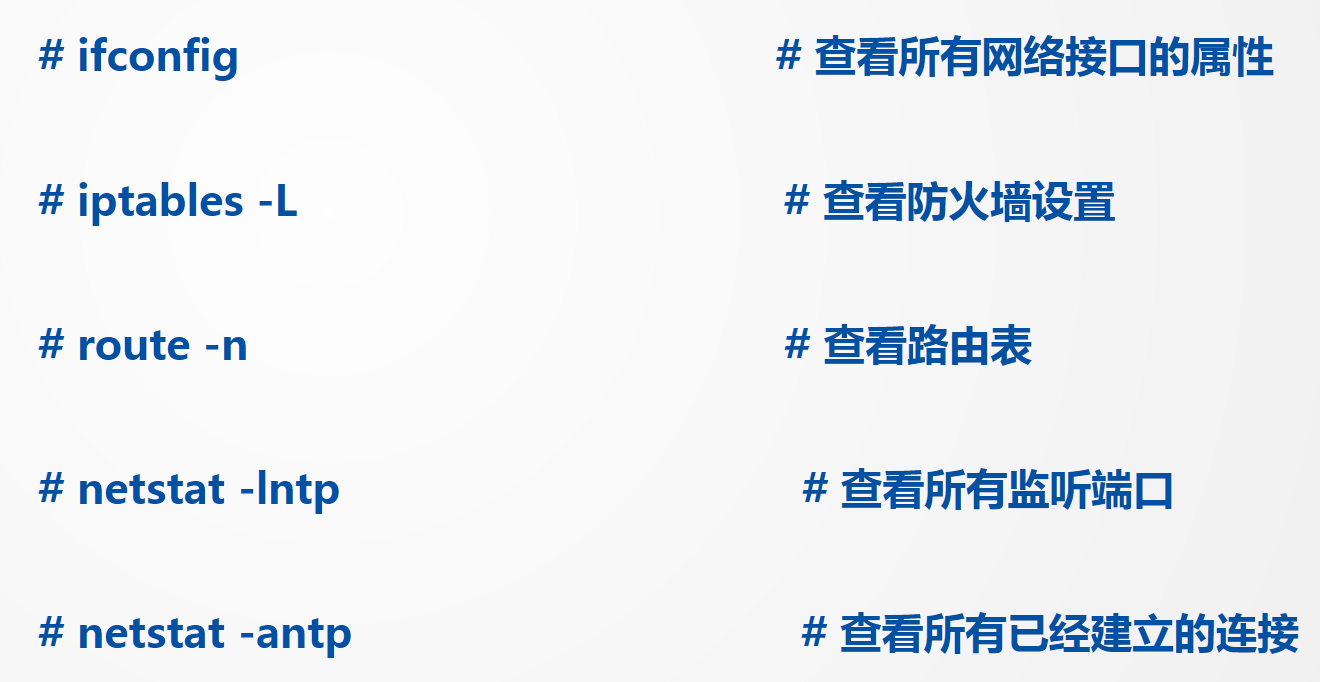 # ifconfig # 查看所有网络接口的属性
# iptables -L # 查看防火墙设置
# route -n # 查看路由表
# netstat -lntp # 查看所有监听端口
# netstat -antp # 查看所有已经建立的连接